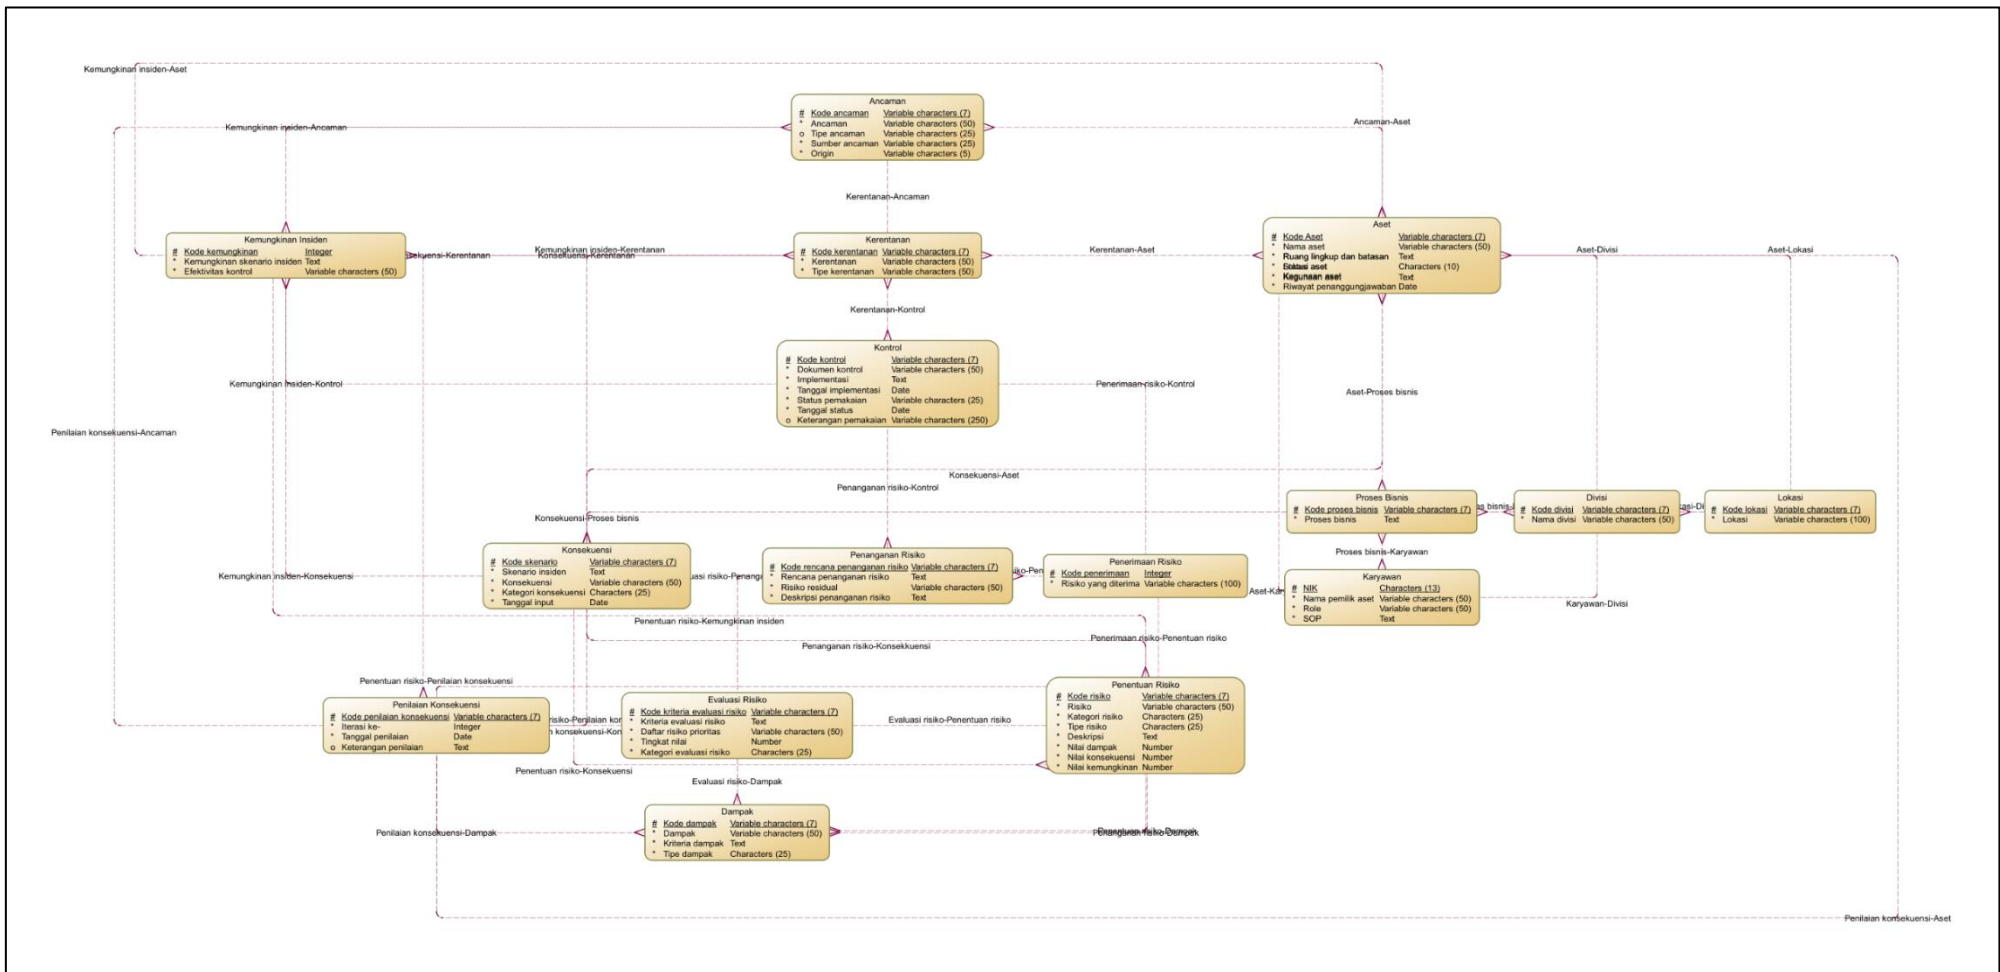 Kemungkinan insiden-Aset
Ancaman
# Kode ancaman Variable characters (7)
* Ancaman Variable characters (50)
o Tipe ancaman Variable characters (25)
* Sumber ancaman Variable characters (25)
* Origin Variable characters (5)
Kemungkinan insiden-Ancaman
Ancaman-Aset
Kerentanan-Ancaman
Kemungkinan Insiden
# Kode kemungkinan Integer
* Kemungkinan skenario insiden Text
* Efektivitas kontrol Variable characters (50)
Kemungkinan insiden-Kerentanan
Konsekuensi-Kerentanan
Kerentanan
# Kode kerentanan Variable characters (7)
* Kerentanan Variable characters (50)
* Tipe kerentanan Variable characters (50)
Kerentanan-Aset
Aset
# Kode Aset Variable characters (7)
* Nama aset Variable characters (50)
* Ruang lingkup dan batasan Text
* aset Characters (10)
* Kegunaan aset Text
* Riwayat penanggungjawaban Date
Aset-Divisi
Aset-Lokasi
Kerentanan-Kontrol
Kontrol
# Kode kontrol Variable characters (7)
* Dokumen kontrol Variable characters (50)
* Implementasi Text
* Tanggal implementasi Date
* Status pemakaian Variable characters (25)
* Tanggal status Date
o Keterangan pemakaian Variable characters (250)
Kemungkinan insiden-Kontrol
Penerimaan risiko-Kontrol
Aset-Proses bisnis
Penilaian konsekuensi-Ancaman
Konsekuensi-Aset
Penanganan risiko-Kontrol
Konsekuensi-Proses bisnis
Proses Bisnis
# Kode proses bisnis Variable characters (7)
* Proses bisnis Text
Divisi
# Kode divisi Variable characters (7)
* Nama divisi Variable characters (50)
Lokasi
# Kode lokasi Variable characters (7)
* Lokasi Variable characters (100)
Proses bisnis-Karyawan
Kemungkinan insiden-Konsekuensi
Konsekuensi
# Kode skenario Variable characters (7)
* Skenario insiden Text
* Konsekuensi Variable characters (50)
* Kategori konsekuensi Characters (25)
* Tanggal input Date
Penanganan Risiko
# Kode rencana penanganan risiko Variable characters (7)
* Rencana penanganan risiko Text
* Risiko residual Variable characters (50)
* Deskripsi penanganan risiko Text
Penerimaan Risiko
# Kode penerimaan Integer
* Risiko yang diterima Variable characters (100)
Aset-Kar
Karyawan
# NIK Characters (13)
* Nama pemilik aset Variable characters (50)
* Role Variable characters (50)
* SOP Text
Karyawan-Divisi
Penentuan risiko-Kemungkinan insiden
Penerimaan risiko-Penentuan risiko
Penanganan risiko-Konsekkuensi
Penentuan risiko-Penilaian konsekuensi
Penilaian Konsekuensi
# Kode penilaian konsekuensi Variable characters (7)
* Iterasi ke- Integer
* Tanggal penilaian Date
o Keterangan penilaian Text
Evaluasi Risiko
# Kode kriteria evaluasi risiko Variable characters (7)
* Kriteria evaluasi risiko Text
* Daftar risiko prioritas Variable characters (50)
* Tingkat nilai Number
* Kategori evaluasi risiko Characters (25)
Evaluasi risiko-Penentuan risiko
Penentuan Risiko
# Kode risiko Variable characters (7)
* Risiko Variable characters (50)
* Kategori risiko Characters (25)
* Tipe risiko Characters (25)
* Deskripsi Text
* Nilai dampak Number
* Nilai konsekuensi Number
* Nilai kemungkinan Number
Penentuan risiko-Konsekuensi
Evaluasi risiko-Dampak
Dampak
# Kode dampak Variable characters (7)
* Dampak Variable characters (50)
* Kriteria dampak Text
* Tipe dampak Characters (25)
Penilaian konsekuensi-Dampak
Penilaian konsekuensi-Aset